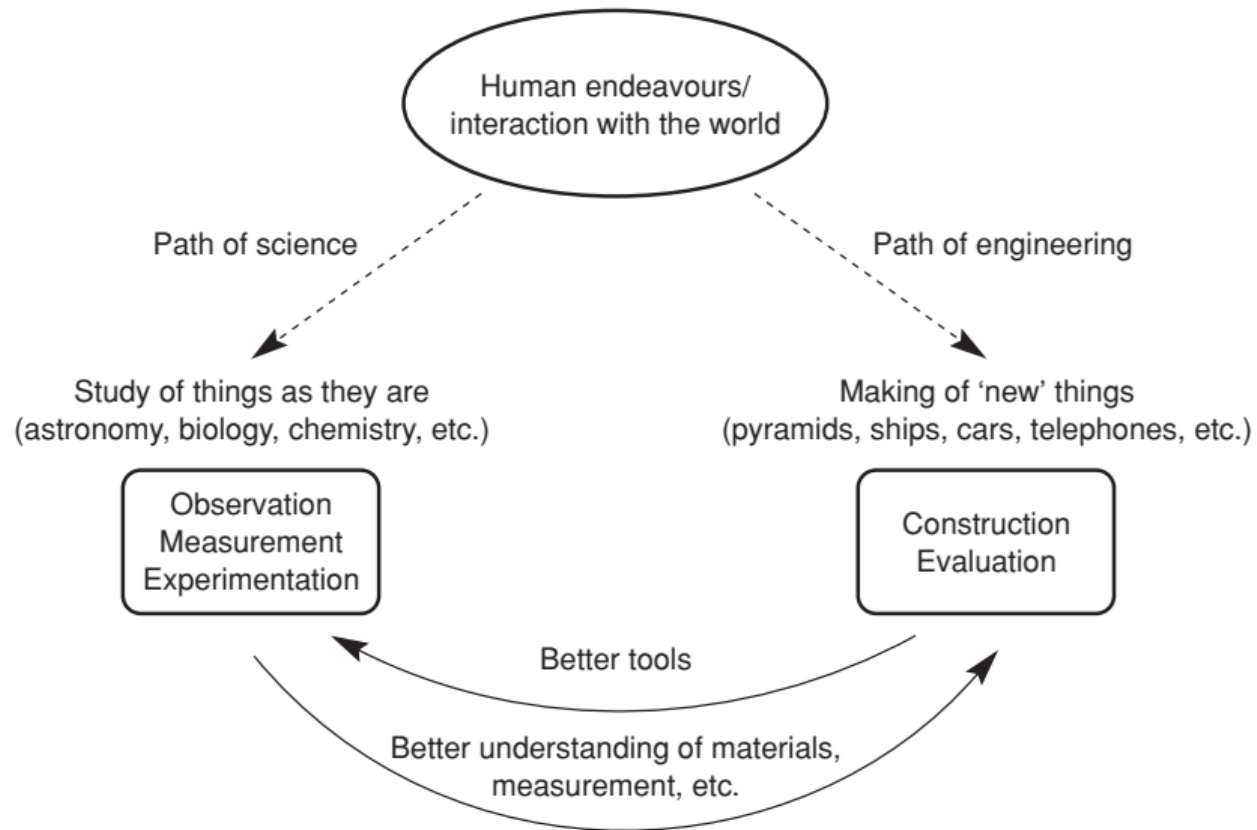 Human endeavours/
interaction with the world
Path of science
Path of engineering
Study of things as they are
(astronomy, biology, chemistry, etc.)
Making of ‘new’ things
(pyramids, ships, cars, telephones, etc.)
Observation
Measurement
Experimentation
Construction
Evaluation
Better tools
Better understanding of materials,
measurement, etc.